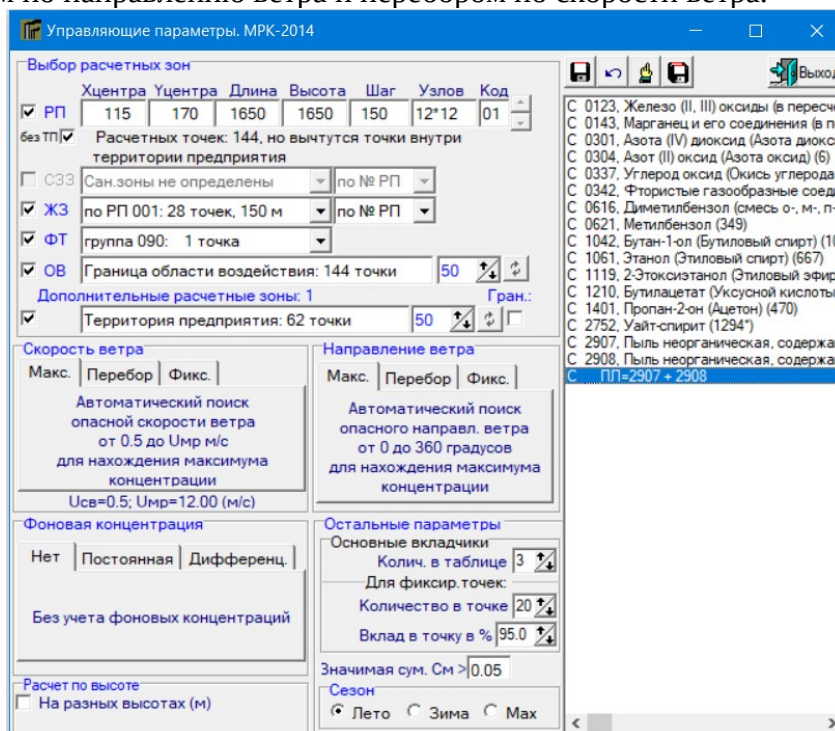 м по направлению ветра и перебором по скорости ветра.
Управляющие параметры. МРК-2014
Выбор расчетных зон
Xцентра Yцентра Длина Высота Шаг Узлов Код
РП 115 170 1650 1650 150 12*12 01
без ТП Расчетных точек: 144, но вычтутся точки внутри
территории предприятия
СЗЗ Сан.зоны не определены по № РП
ЖЗ по РП 001: 28 точек, 150 м по № РП
ФТ группа 090: 1 точка
ОВ Граница области воздействия: 144 точки 50
Дополнительные расчетные зоны: 1 Гран.:
Территория предприятия: 62 точки 50
Скорость ветра
Макс. Перебор Фикс.
Автоматический поиск
опасной скорости ветра
от 0.5 до Uмр м/с
для нахождения максимума
концентрации
Uсв=0.5; Uмр=12.00 (м/с)
Направление ветра
Макс. Перебор Фикс.
Автоматический поиск
опасного направл. ветра
от 0 до 360 градусов
для нахождения максимума
концентрации
Фоновая концентрация
Нет Постоянная Дифференц.
Без учета фоновых концентраций
Расчет по высоте
На разных высотах (м)
Остальные параметры
Основные вкладчики
Колич. в таблице 3
Для фиксир.точек:
Количество в точке 20
Вклад в точку в % 95.0
Значимая сум. См > 0.05
Сезон
Лето Зима Max
Выход
С 0123, Железо (II, III) оксиды (в пересч
С 0143, Марганец и его соединения (в п
С 0301, Азота (IV) диоксид (Азота диокс
С 0304, Азот (II) оксид (Азота оксид) (6)
С 0337, Углерод оксид (Окись углерода
С 0342, Фтористые газообразные соед
С 0616, Диметилбензол (смесь о-, м-, п-
С 0621, Метилбензол (349)
С 1042, Бутан-1-ол (Бутиловый спирт) (10
С 1061, Этанол (Этиловый спирт) (667)
С 1119, 2-Этоксиэтанол (Этиловый эфир
С 1210, Бутилацетат (Уксусной кислоты
С 1401, Пропан-2-он (Ацетон) (470)
С 2752, Уайт-спирит (1294*)
С 2907, Пыль неорганическая, содержа
С 2908, Пыль неорганическая, содержа
С ПЛ=2907 + 2908